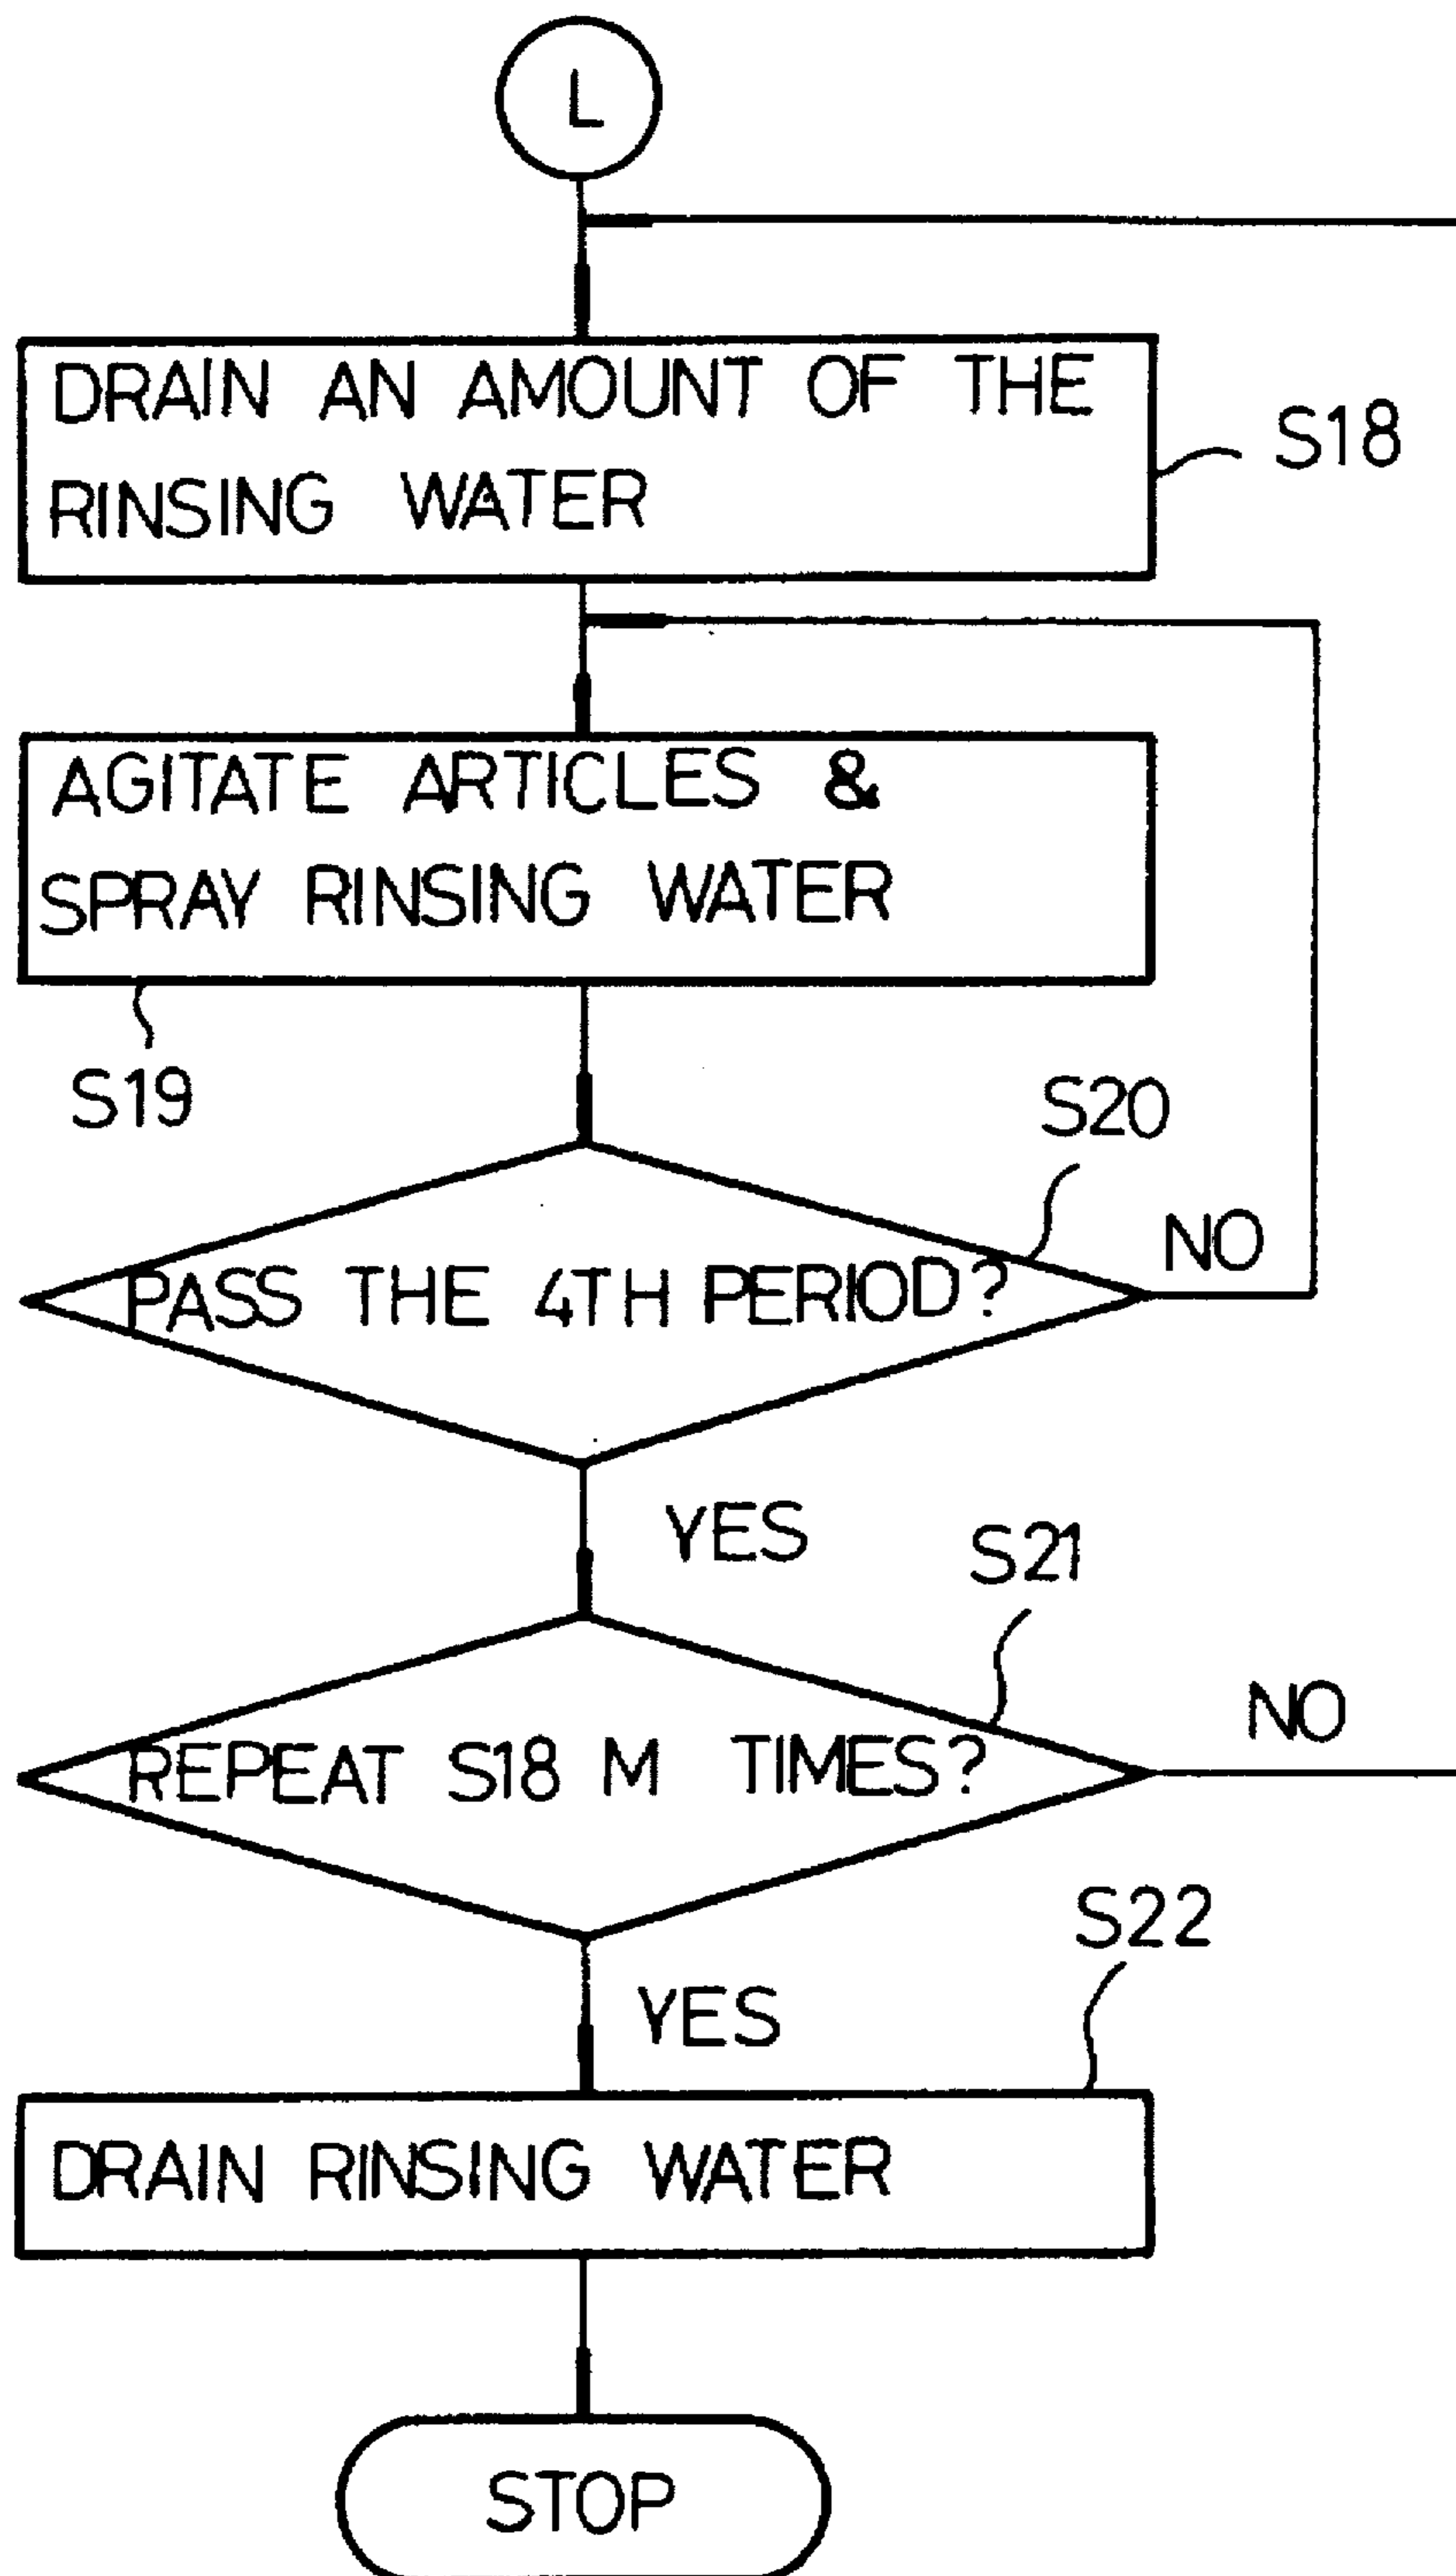 L
DRAIN AN AMOUNT OF THE
RINSING WATER
S18
AGITATE ARTICLES &
SPRAY RINSING WATER
S19
S20
NO
PASS THE 4TH PERIOD?
YES
S21
NO
REPEAT S18 M TIMES?
S22
YES
DRAIN RINSING WATER
STOP